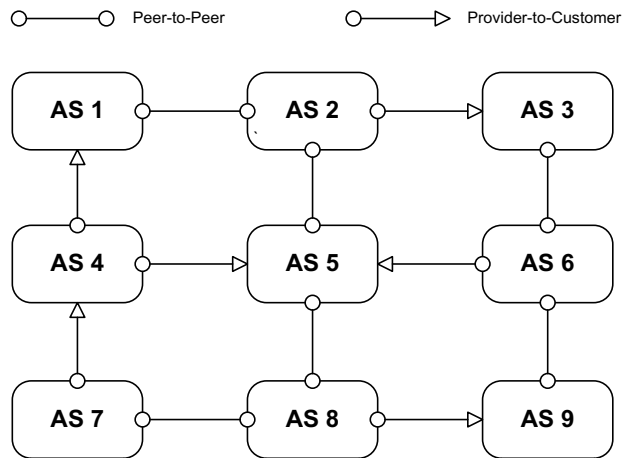 Peer-to-Peer Provider-to-Customer
AS 1 AS 2 AS 3
AS 4 AS 5 AS 6
AS 7 AS 8 AS 9